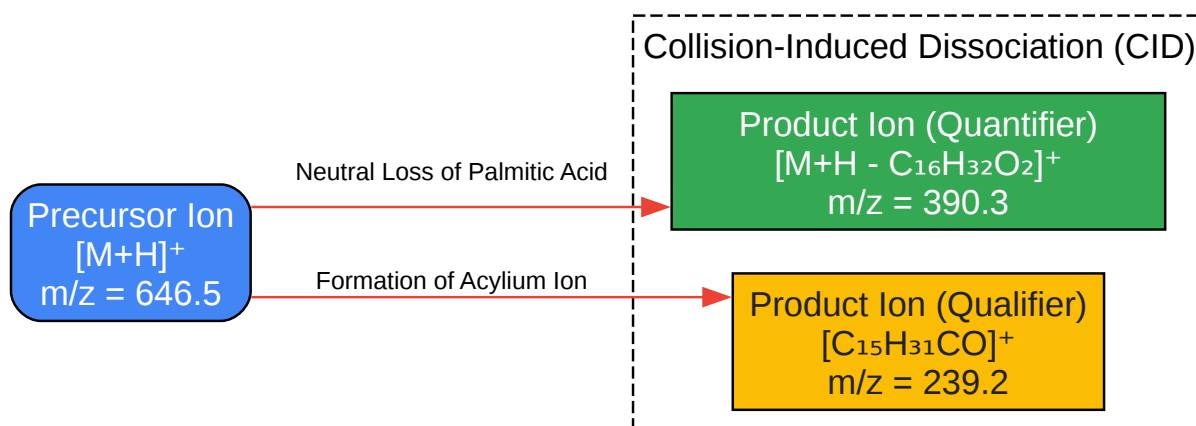 Collision-Induced Dissociation (CID)
Product Ion (Quantifier)
[M+H - C₁₆H₃₂O₂]⁺
m/z = 390.3
Neutral Loss of Palmitic Acid
Precursor Ion
[M+H]⁺
m/z = 646.5
Formation of Acylium Ion
Product Ion (Qualifier)
[C₁₅H₃₁CO]⁺
m/z = 239.2